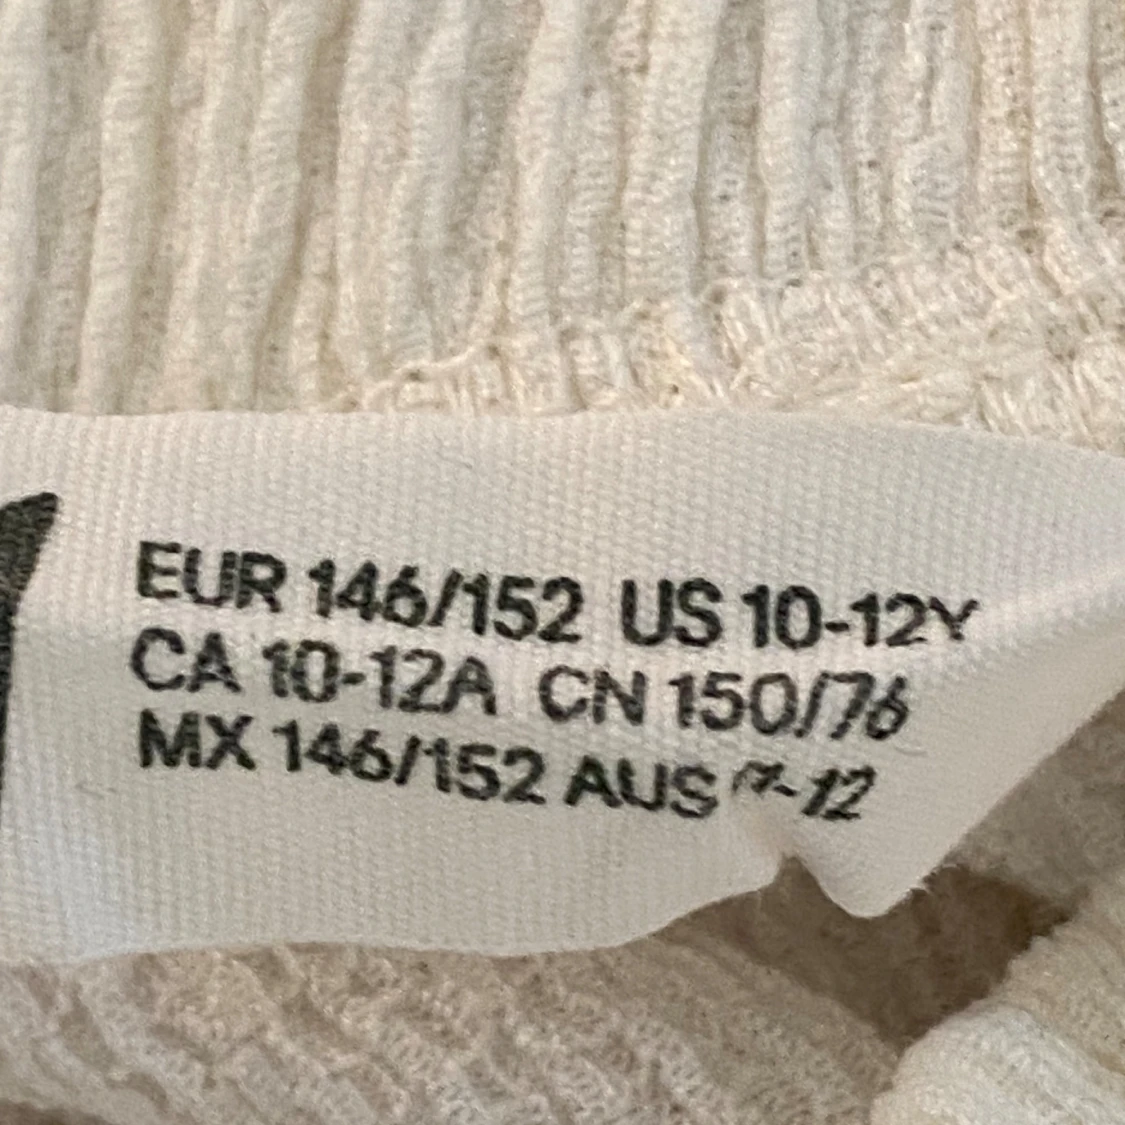 EUR 146/152 US 10-12Y
CA 10-12A CN 150/76
MX 146/152 AUS